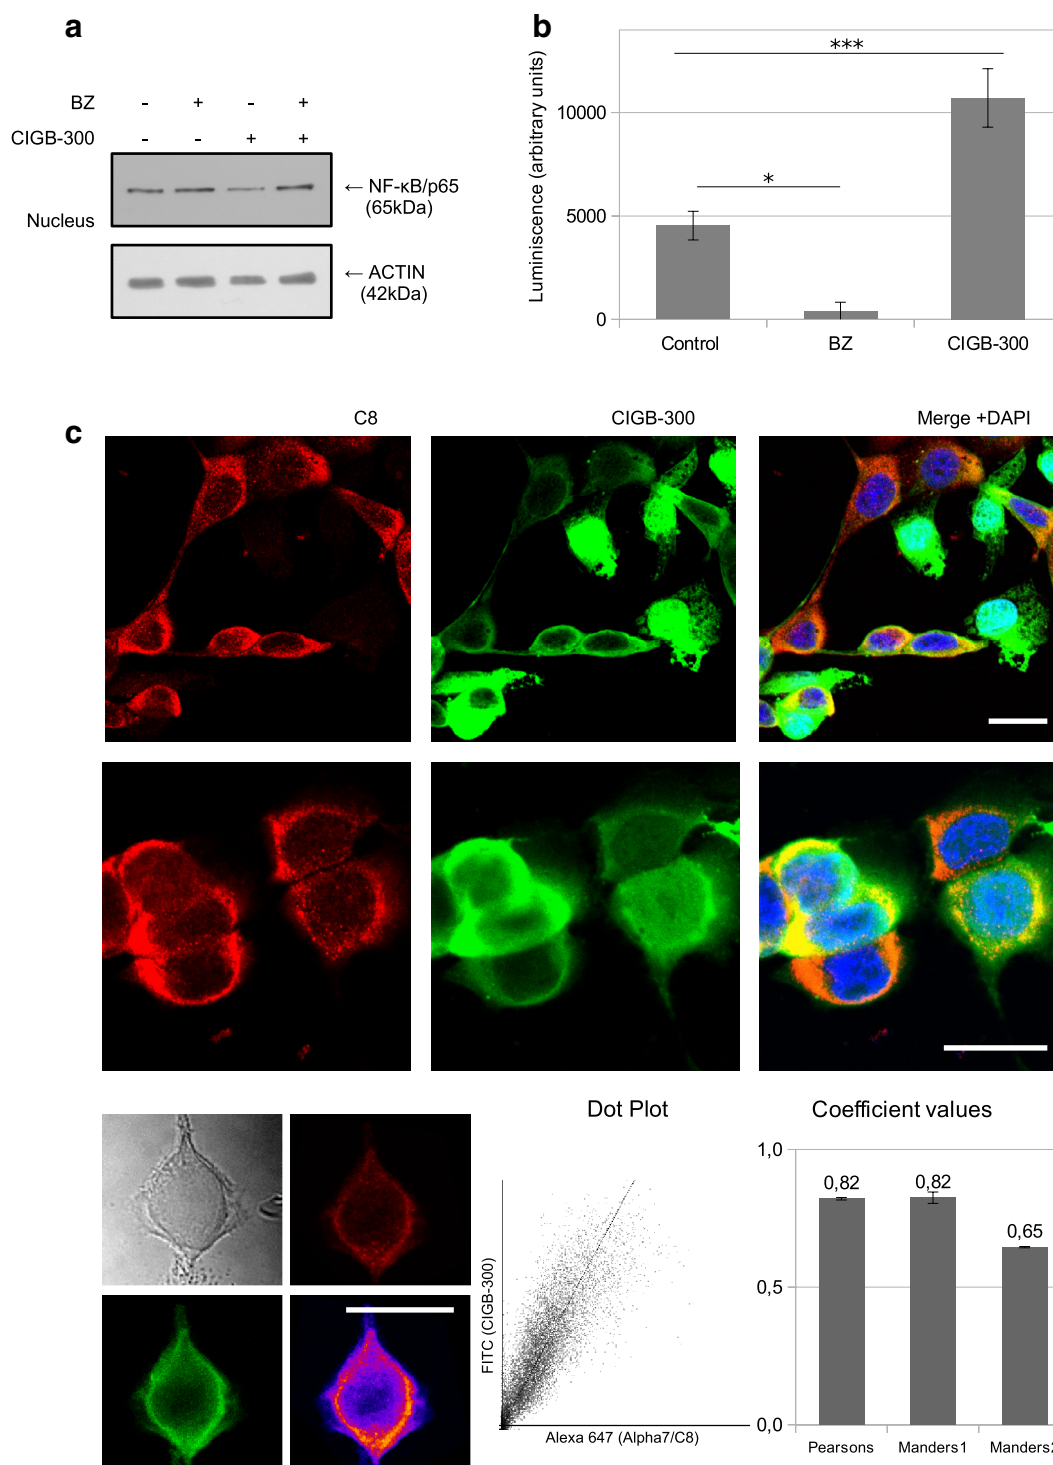 a
BZ - + - +
CIGB-300 - - + +
← NF-κB/p65
(65kDa)
Nucleus
← ACTIN
(42kDa)
b
Luminiscence (arbitrary units)
10000
5000
0
***
*
Control BZ CIGB-300
c
C8 CIGB-300 Merge +DAPI
Dot Plot
FITC (CIGB-300)
Alexa 647 (Alpha7/C8)
Coefficient values
1,0
0,5
0,0
0,82 0,82 0,65
Pearsons Manders1 Manders2